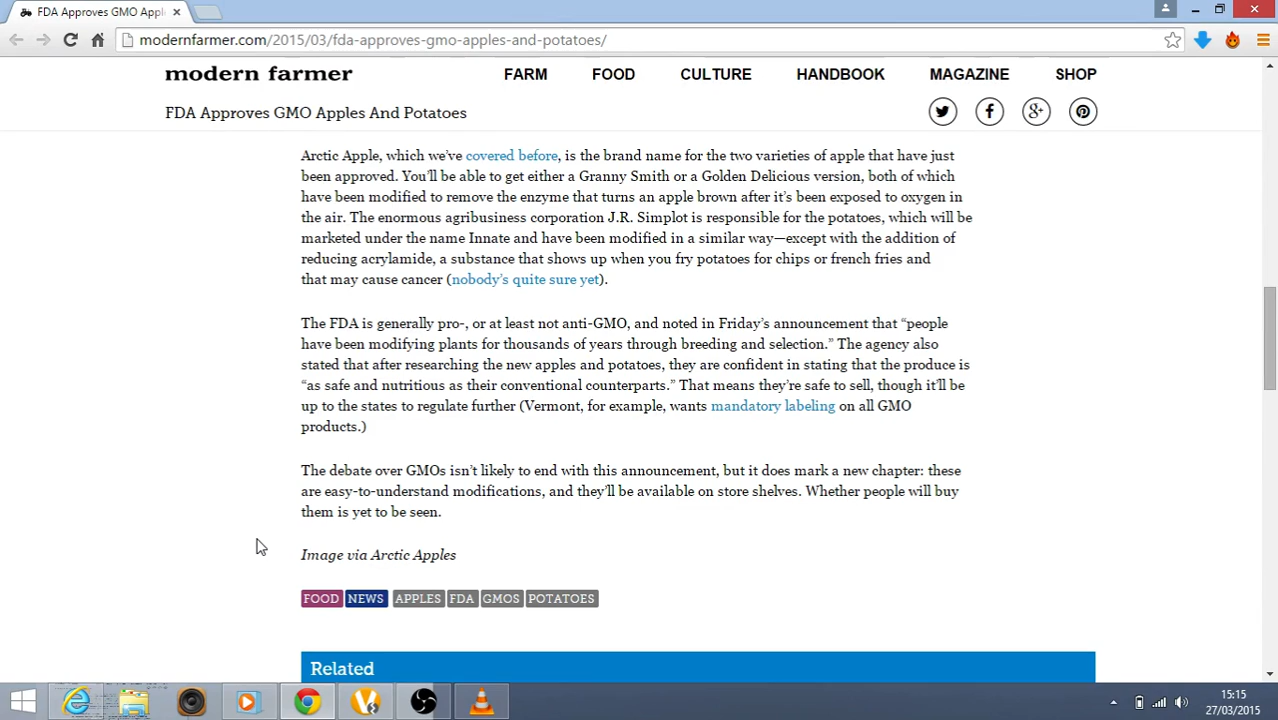 FDA Approves GMO Appl
modernfarmer.com/2015/03/fda-approves-gmo-apples-and-potatoes/
modern farmer FARM FOOD CULTURE HANDBOOK MAGAZINE SHOP
FDA Approves GMO Apples And Potatoes
Arctic Apple, which we've covered before, is the brand name for the two varieties of apple that have just
been approved. You'll be able to get either a Granny Smith or a Golden Delicious version, both of which
have been modified to remove the enzyme that turns an apple brown after it's been exposed to oxygen in
the air. The enormous agribusiness corporation J.R. Simplot is responsible for the potatoes, which will be
marketed under the name Innate and have been modified in a similar way—except with the addition of
reducing acrylamide, a substance that shows up when you fry potatoes for chips or french fries and
that may cause cancer (nobody's quite sure yet).
The FDA is generally pro-, or at least not anti-GMO, and noted in Friday's announcement that “people
have been modifying plants for thousands of years through breeding and selection.” The agency also
stated that after researching the new apples and potatoes, they are confident in stating that the produce is
“as safe and nutritious as their conventional counterparts.” That means they're safe to sell, though it'll be
up to the states to regulate further (Vermont, for example, wants mandatory labeling on all GMO
products.)
The debate over GMOs isn't likely to end with this announcement, but it does mark a new chapter: these
are easy-to-understand modifications, and they'll be available on store shelves. Whether people will buy
them is yet to be seen.
Image via Arctic Apples
FOOD NEWS APPLES FDA GMOS POTATOES
Related
15:15
27/03/2015